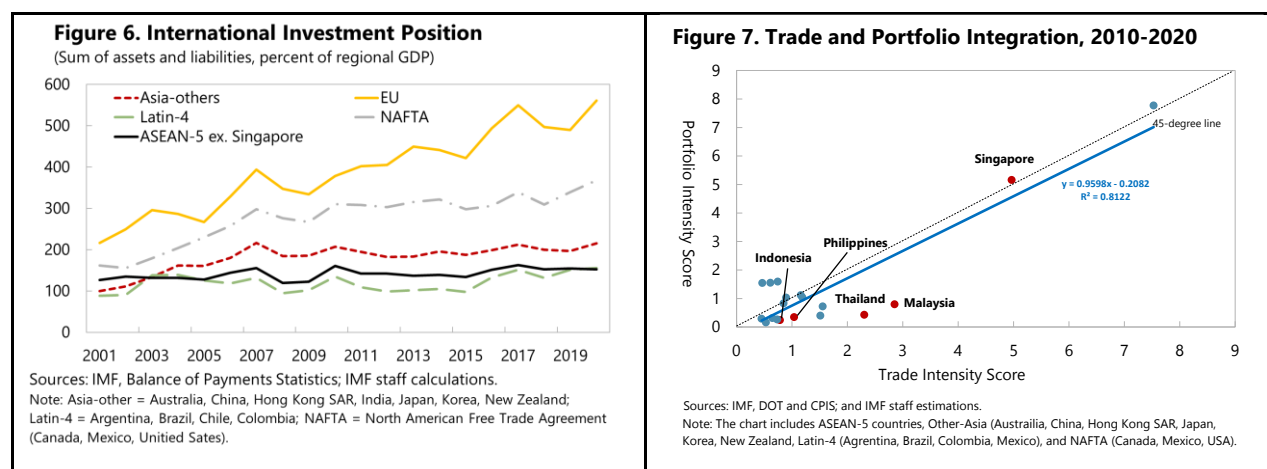 Figure 6. International Investment Position
(Sum of assets and liabilities, percent of regional GDP)
600
500
400
300
200
100
0
Asia-others
EU
Latin-4
NAFTA
ASEAN-5 ex. Singapore
2001 2003 2005 2007 2009 2011 2013 2015 2017 2019
Sources: IMF, Balance of Payments Statistics; IMF staff calculations.
Note: Asia-other = Australia, China, Hong Kong SAR, India, Japan, Korea, New Zealand;
Latin-4 = Argentina, Brazil, Chile, Colombia; NAFTA = North American Free Trade Agreement
(Canada, Mexico, Unitied Sates).
Figure 7. Trade and Portfolio Integration, 2010-2020
Portfolio Intensity Score
9
8
7
6
5
4
3
2
1
0
45-degree line
Singapore
y = 0.9598x - 0.2082
R² = 0.8122
Philippines
Indonesia
Thailand
Malaysia
0 1 2 3 4 5 6 7 8 9
Trade Intensity Score
Sources: IMF, DOT and CPIS; and IMF staff estimations.
Note: The chart includes ASEAN-5 countries, Other-Asia (Austrailia, China, Hong Kong SAR, Japan,
Korea, New Zealand, Latin-4 (Agrentina, Brazil, Colombia, Mexico), and NAFTA (Canada, Mexico, USA).